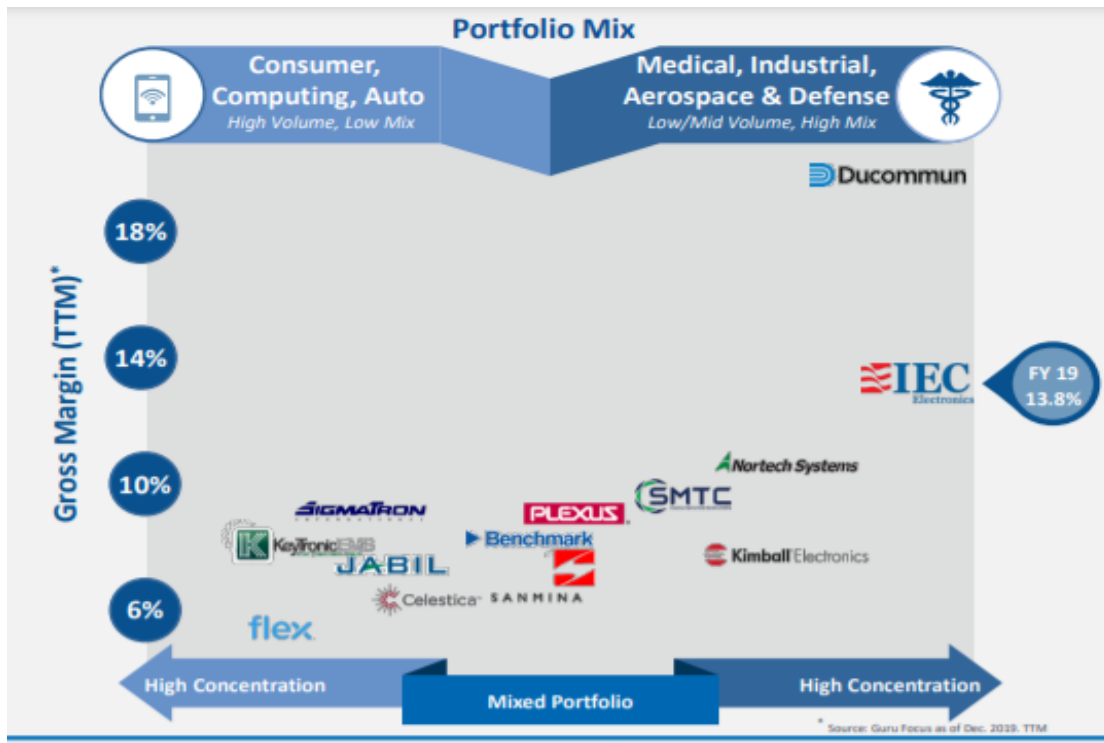 Portfolio Mix
Consumer,
Computing, Auto
High Volume, Low Mix
Medical, Industrial,
Aerospace & Defense
Low/Mid Volume, High Mix
Ducommun
18%
Gross Margin (TTM)*
14%
IEC
Electronics
FY 19
13.8%
Nortech Systems
10%
SMTC
SIGMATRON
INTERNATIONAL
PLEXUS
Benchmark
K KeyTronicEMS
JABIL
Kimball Electronics
Celestica
SANMINA
6%
flex
High Concentration
Mixed Portfolio
High Concentration
* Source: Guru Focus as of Dec. 2019. TTM